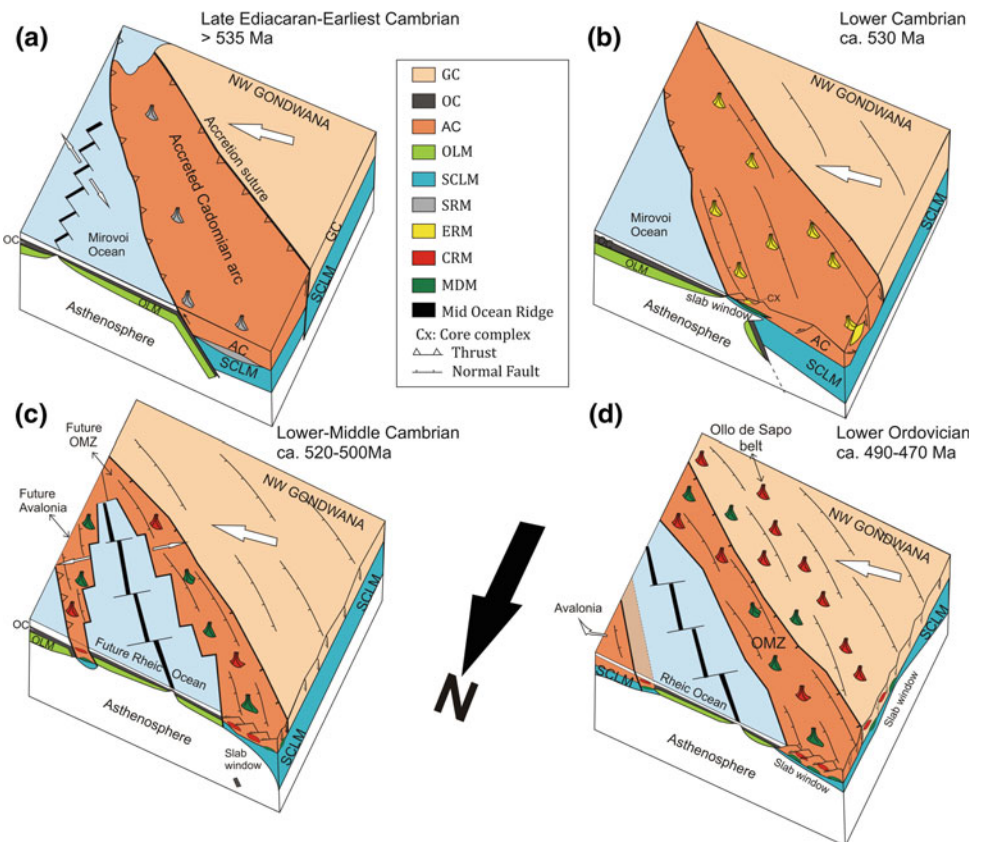 (a)
Late Ediacaran-Earliest Cambrian
> 535 Ma
NW GONDWANA
Accretion suture
Accreted Cadomian arc
Mirovoi
Ocean
OC
OLM
Asthenosphere
AC
SCLM
GC
SCLM
GC
OC
AC
OLM
SCLM
SRM
ERM
CRM
MDM
Mid Ocean Ridge
Cx: Core complex
Thrust
Normal Fault
(b)
Lower Cambrian
ca. 530 Ma
NW GONDWANA
SCLM
Mirovoi
Ocean
OC
OLM
slab window
CX
Asthenosphere
AC
SCLM
(c)
Lower-Middle Cambrian
ca. 520-500Ma
Future
OMZ
Future
Avalonia
NW GONDWANA
SCLM
OC
OLM
Future Rheic Ocean
Asthenosphere
Slab
window
SCLM
N
(d)
Lower Ordovician
ca. 490-470 Ma
Ollo de Sapo
belt
NW GONDWANA
SCLM
Avalonia
OMZ
SCLM
Rheic Ocean
Slab window
Asthenosphere
Slab window